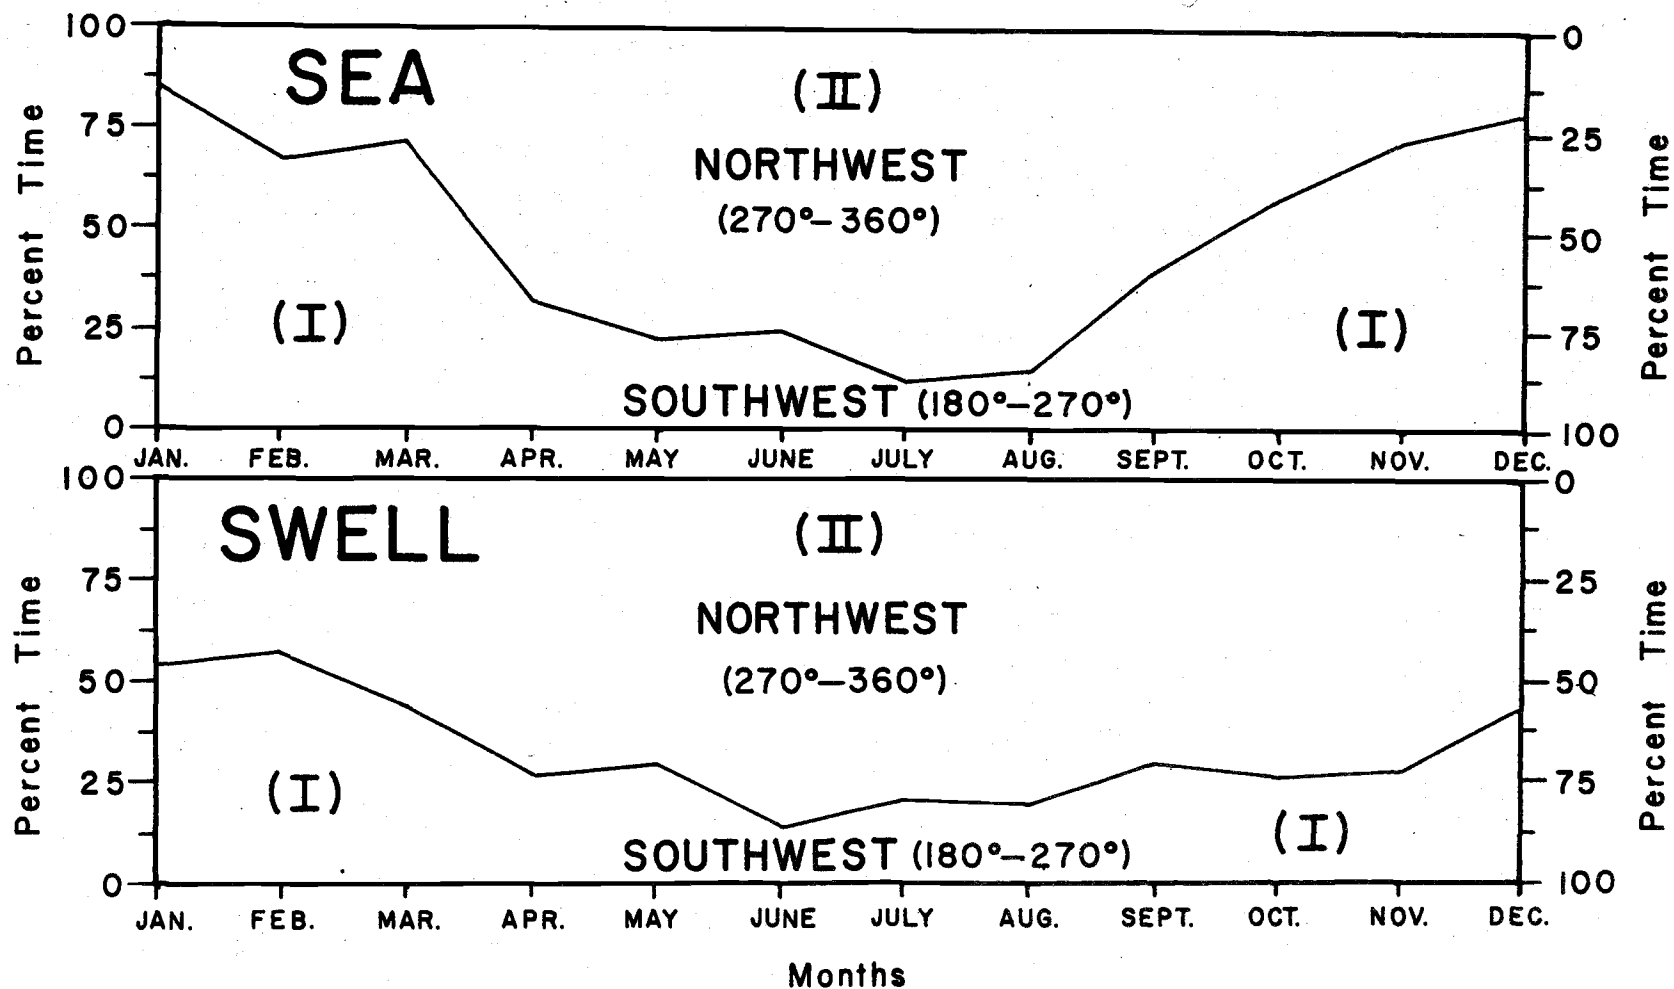 100
SEA
(II)
0
75
NORTHWEST
25
(270°–360°)
50
50
(I)
(I)
25
75
SOUTHWEST (180°–270°)
0
100
Percent Time
Percent Time
JAN. FEB. MAR. APR. MAY JUNE JULY AUG. SEPT. OCT. NOV. DEC.
100
0
SWELL
(II)
75
25
NORTHWEST
(270°–360°)
50
50
(I)
25
75
(I)
SOUTHWEST (180°–270°)
0
100
Percent Time
Percent Time
JAN. FEB. MAR. APR. MAY JUNE JULY AUG. SEPT. OCT. NOV. DEC.
Months